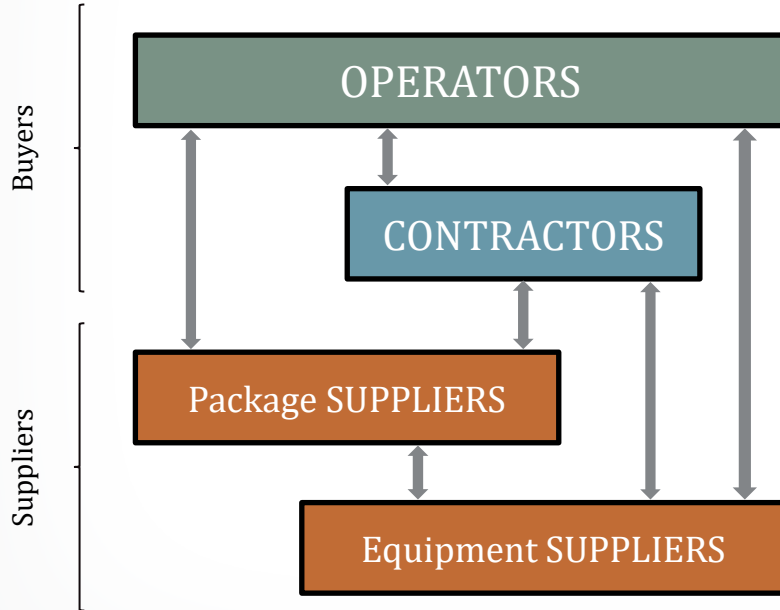 Buyers
OPERATORS
CONTRACTORS
Suppliers
Package SUPPLIERS
Equipment SUPPLIERS